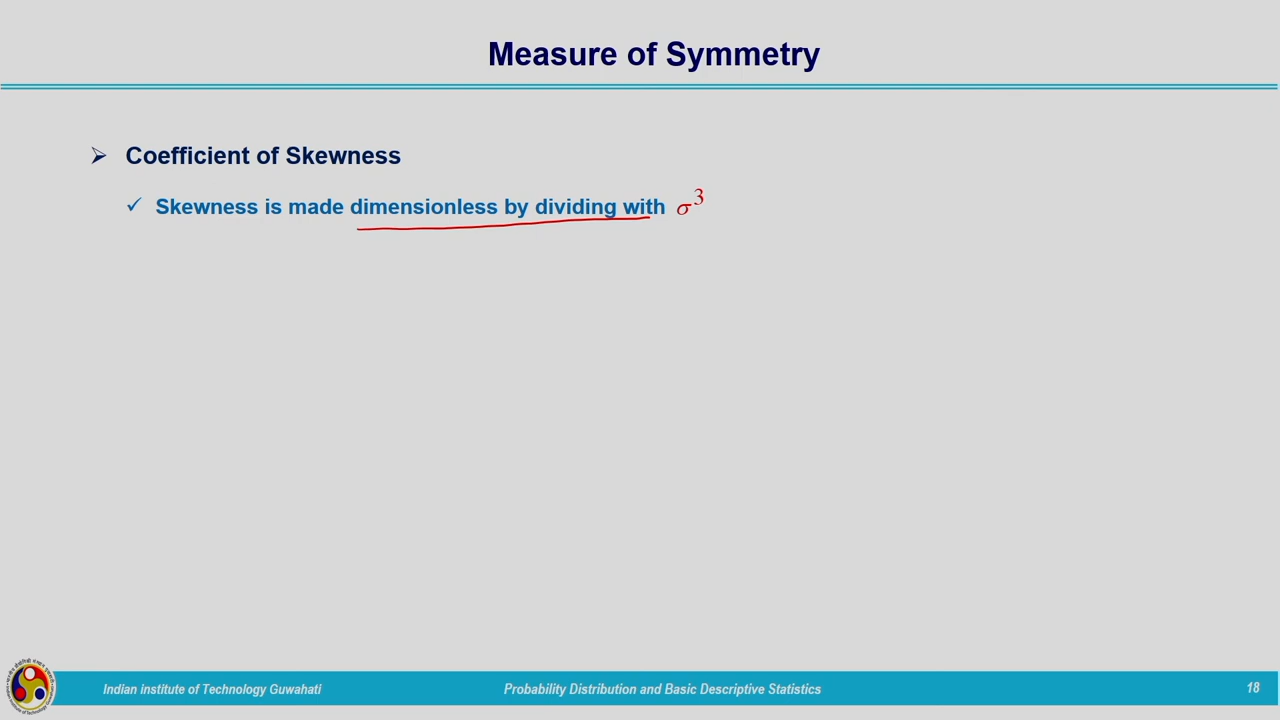 Measure of Symmetry
➢ Coefficient of Skewness
✓ Skewness is made dimensionless by dividing with σ³
Indian institute of Technology Guwahati
Probability Distribution and Basic Descriptive Statistics
18